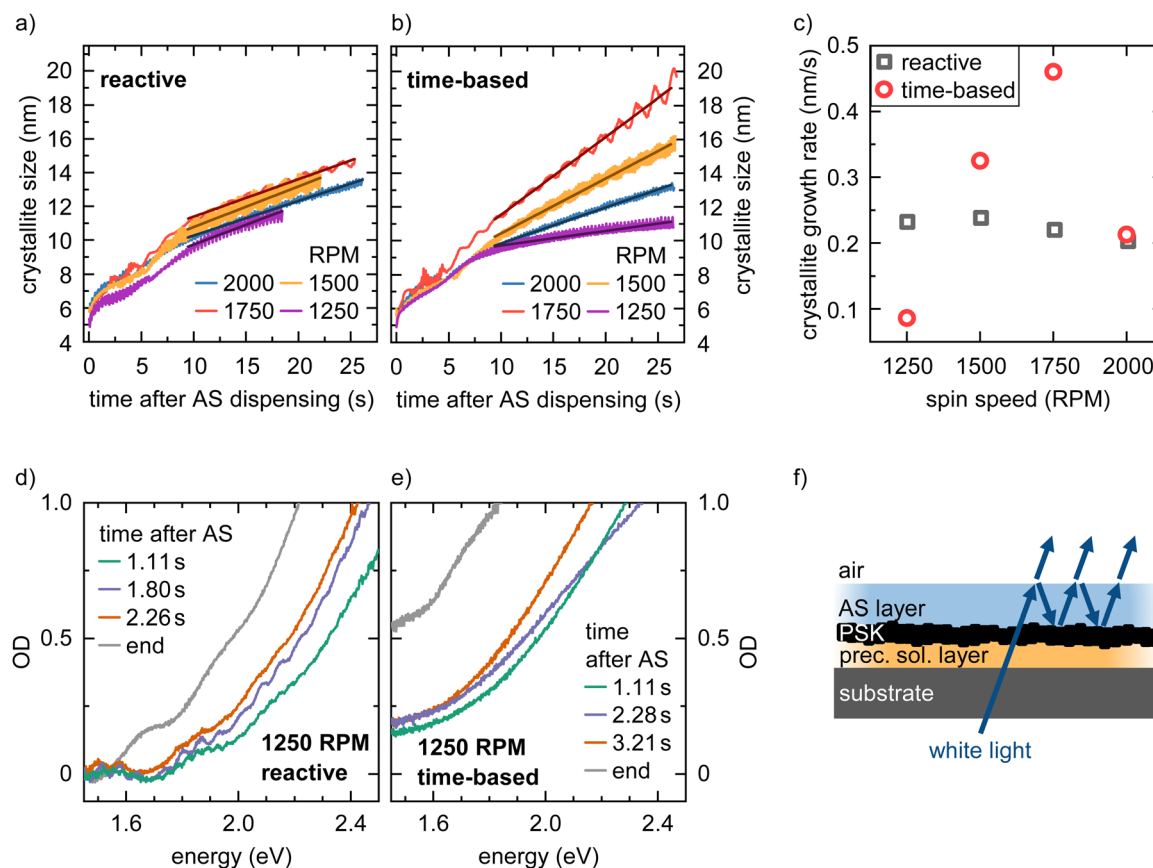 a)
reactive
crystallite size (nm)
20
18
16
14
12
10
8
6
4
RPM
2000 1500
1750 1250
0 5 10 15 20 25
time after AS dispensing (s)
b)
time-based
RPM
2000 1500
1750 1250
0 5 10 15 20 25
time after AS dispensing (s)
20
18
16
14
12
10
8
6
4
crystallite size (nm)
c)
crystallite growth rate (nm/s)
0.5
0.4
0.3
0.2
0.1
reactive
time-based
1250 1500 1750 2000
spin speed (RPM)
d)
OD
1.0
0.5
0
time after AS
1.11 s
1.80 s
2.26 s
end
1250 RPM
reactive
1.6 2.0 2.4
energy (eV)
e)
time
after AS
1.11 s
2.28 s
3.21 s
end
1250 RPM
time-based
1.6 2.0 2.4
energy (eV)
1.0
0.5
0
OD
f)
air
AS layer
PSK
prec. sol. layer
substrate
white light